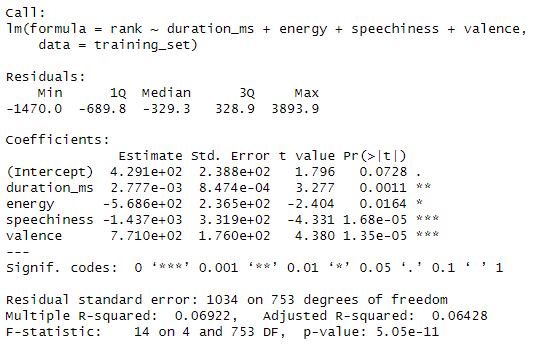 Call:
lm(formula = rank ~ duration_ms + energy + speechiness + valence,
    data = training_set)

Residuals:
    Min      1Q  Median      3Q     Max
-1470.0  -689.8  -329.3   328.9  3893.9

Coefficients:
              Estimate Std. Error t value Pr(>|t|)
(Intercept)  4.291e+02  2.388e+02   1.796   0.0728 .
duration_ms  2.777e-03  8.474e-04   3.277   0.0011 **
energy      -5.686e+02  2.365e+02  -2.404   0.0164 *
speechiness -1.437e+03  3.319e+02  -4.331 1.68e-05 ***
valence      7.710e+02  1.760e+02   4.380 1.35e-05 ***
---
Signif. codes:  0 ‘***’ 0.001 ‘**’ 0.01 ‘*’ 0.05 ‘.’ 0.1 ‘ ’ 1

Residual standard error: 1034 on 753 degrees of freedom
Multiple R-squared:  0.06922,	Adjusted R-squared:  0.06428
F-statistic:    14 on 4 and 753 DF,  p-value: 5.05e-11